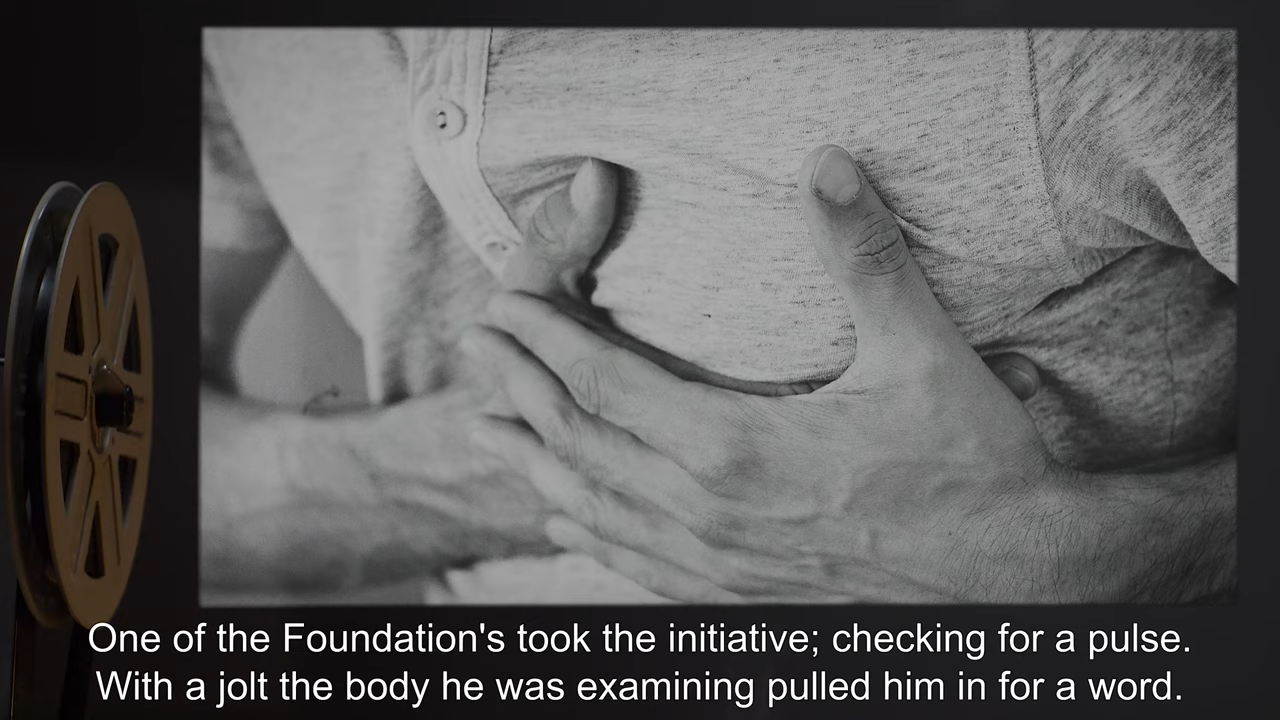 One of the Foundation's took the initiative; checking for a pulse.
With a jolt the body he was examining pulled him in for a word.